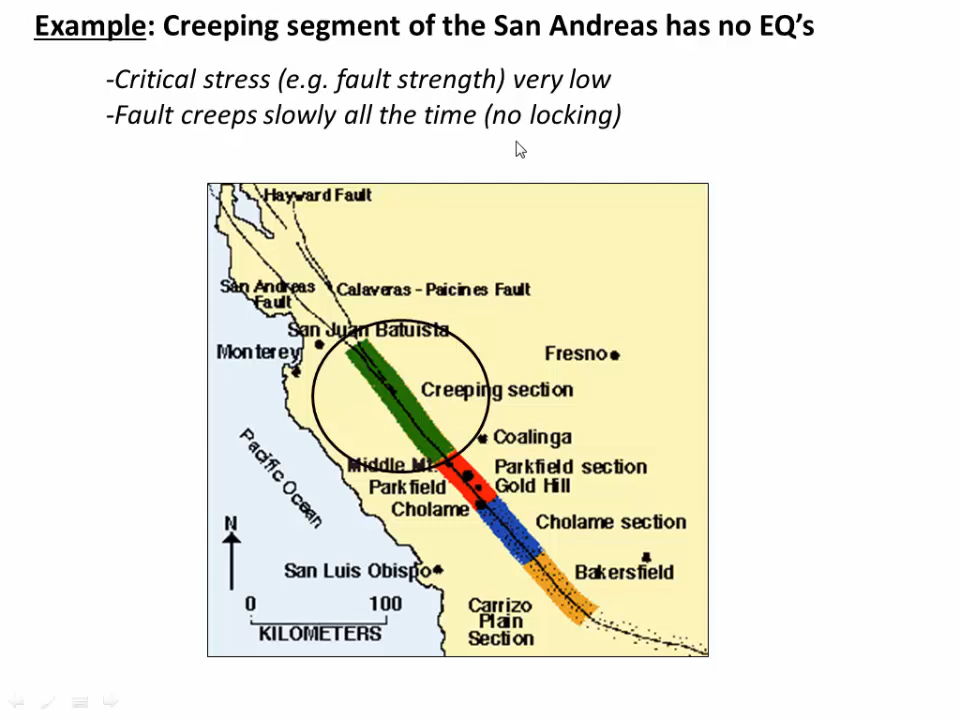 Example: Creeping segment of the San Andreas has no EQ’s
-Critical stress (e.g. fault strength) very low
-Fault creeps slowly all the time (no locking)
Hayward Fault
San Andreas
Fault
Calaveras - Paicines Fault
San Juan Batuista
Monterey
Fresno
Creeping section
Coalinga
Pacific Ocean
Middle Mt.
Parkfield section
Parkfield
Gold Hill
Cholame
Cholame section
N
San Luis Obispo
Bakersfield
0 100
KILOMETERS
Carrizo
Plain
Section